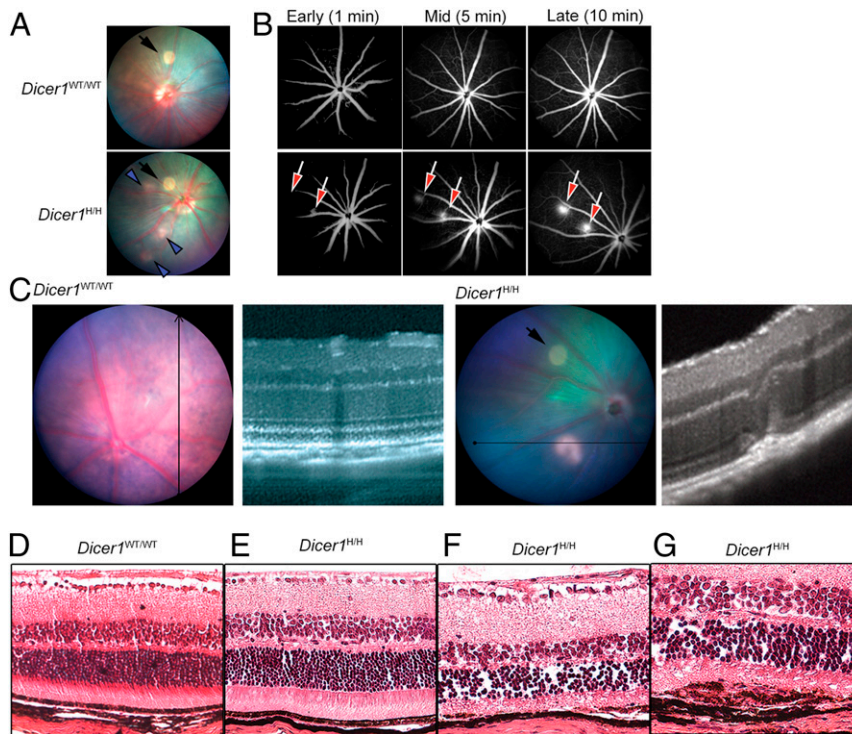 A
B
Early (1 min)
Mid (5 min)
Late (10 min)
Dicer1WT/WT
Dicer1H/H
C
Dicer1WT/WT
Dicer1H/H
D
Dicer1WT/WT
E
Dicer1H/H
F
Dicer1H/H
G
Dicer1H/H